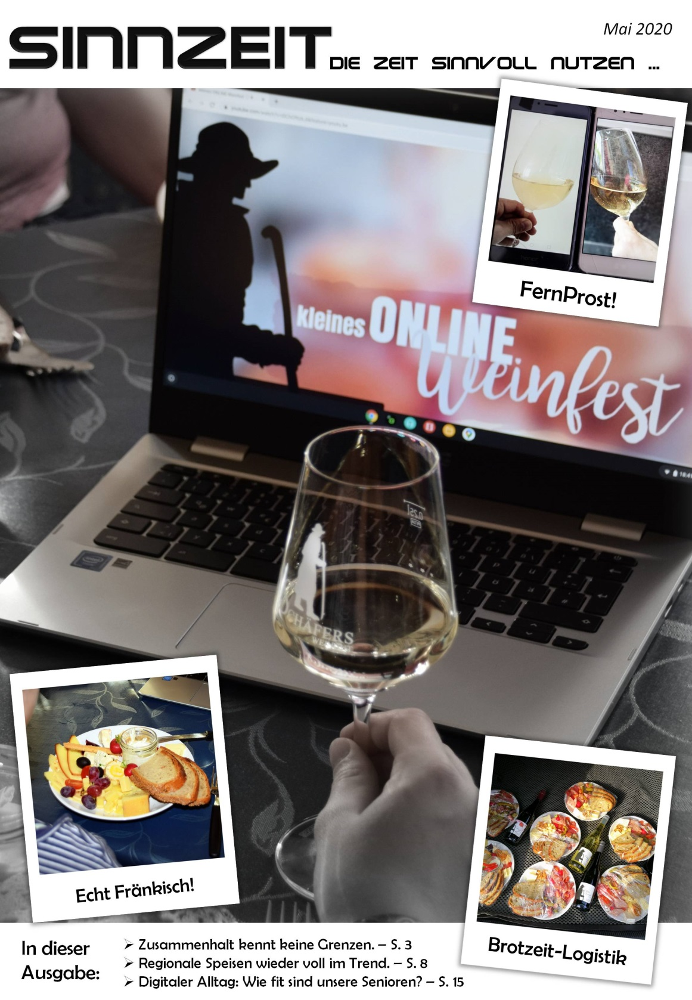 SINNZEIT
DIE ZEIT SINNVOLL NUTZEN ...
Mai 2020
FernProst!
kleines ONLINE
Weinfest
0,25l
SCHÄFERS
Echt Fränkisch!
Brotzeit-Logistik
In dieser
Ausgabe:
➢ Zusammenhalt kennt keine Grenzen. – S. 3
➢ Regionale Speisen wieder voll im Trend. – S. 8
➢ Digitaler Alltag: Wie fit sind unsere Senioren? – S. 15